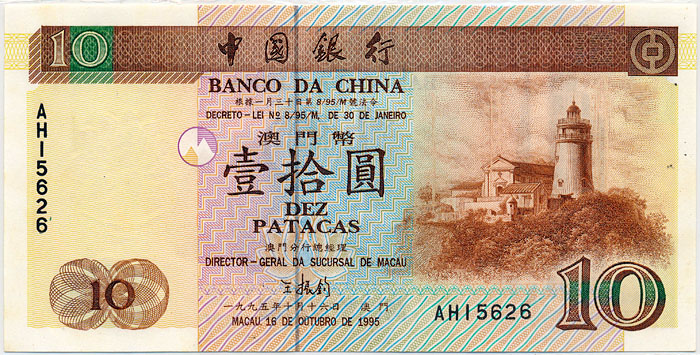 10 中國銀行
BANCO DA CHINA
根據一月三十日第8/95/M號法令
DECRETO – LEI Nº 8/95/M, DE 30 DE JANEIRO
澳門幣
壹拾圓
DEZ
PATACAS
澳門分行總經理
DIRECTOR – GERAL DA SUCURSAL DE MACAU
王振釗
一九九五年十月十六日 澳門
MACAU 16 DE OUTUBRO DE 1995
AH15626
10
AH15626
10